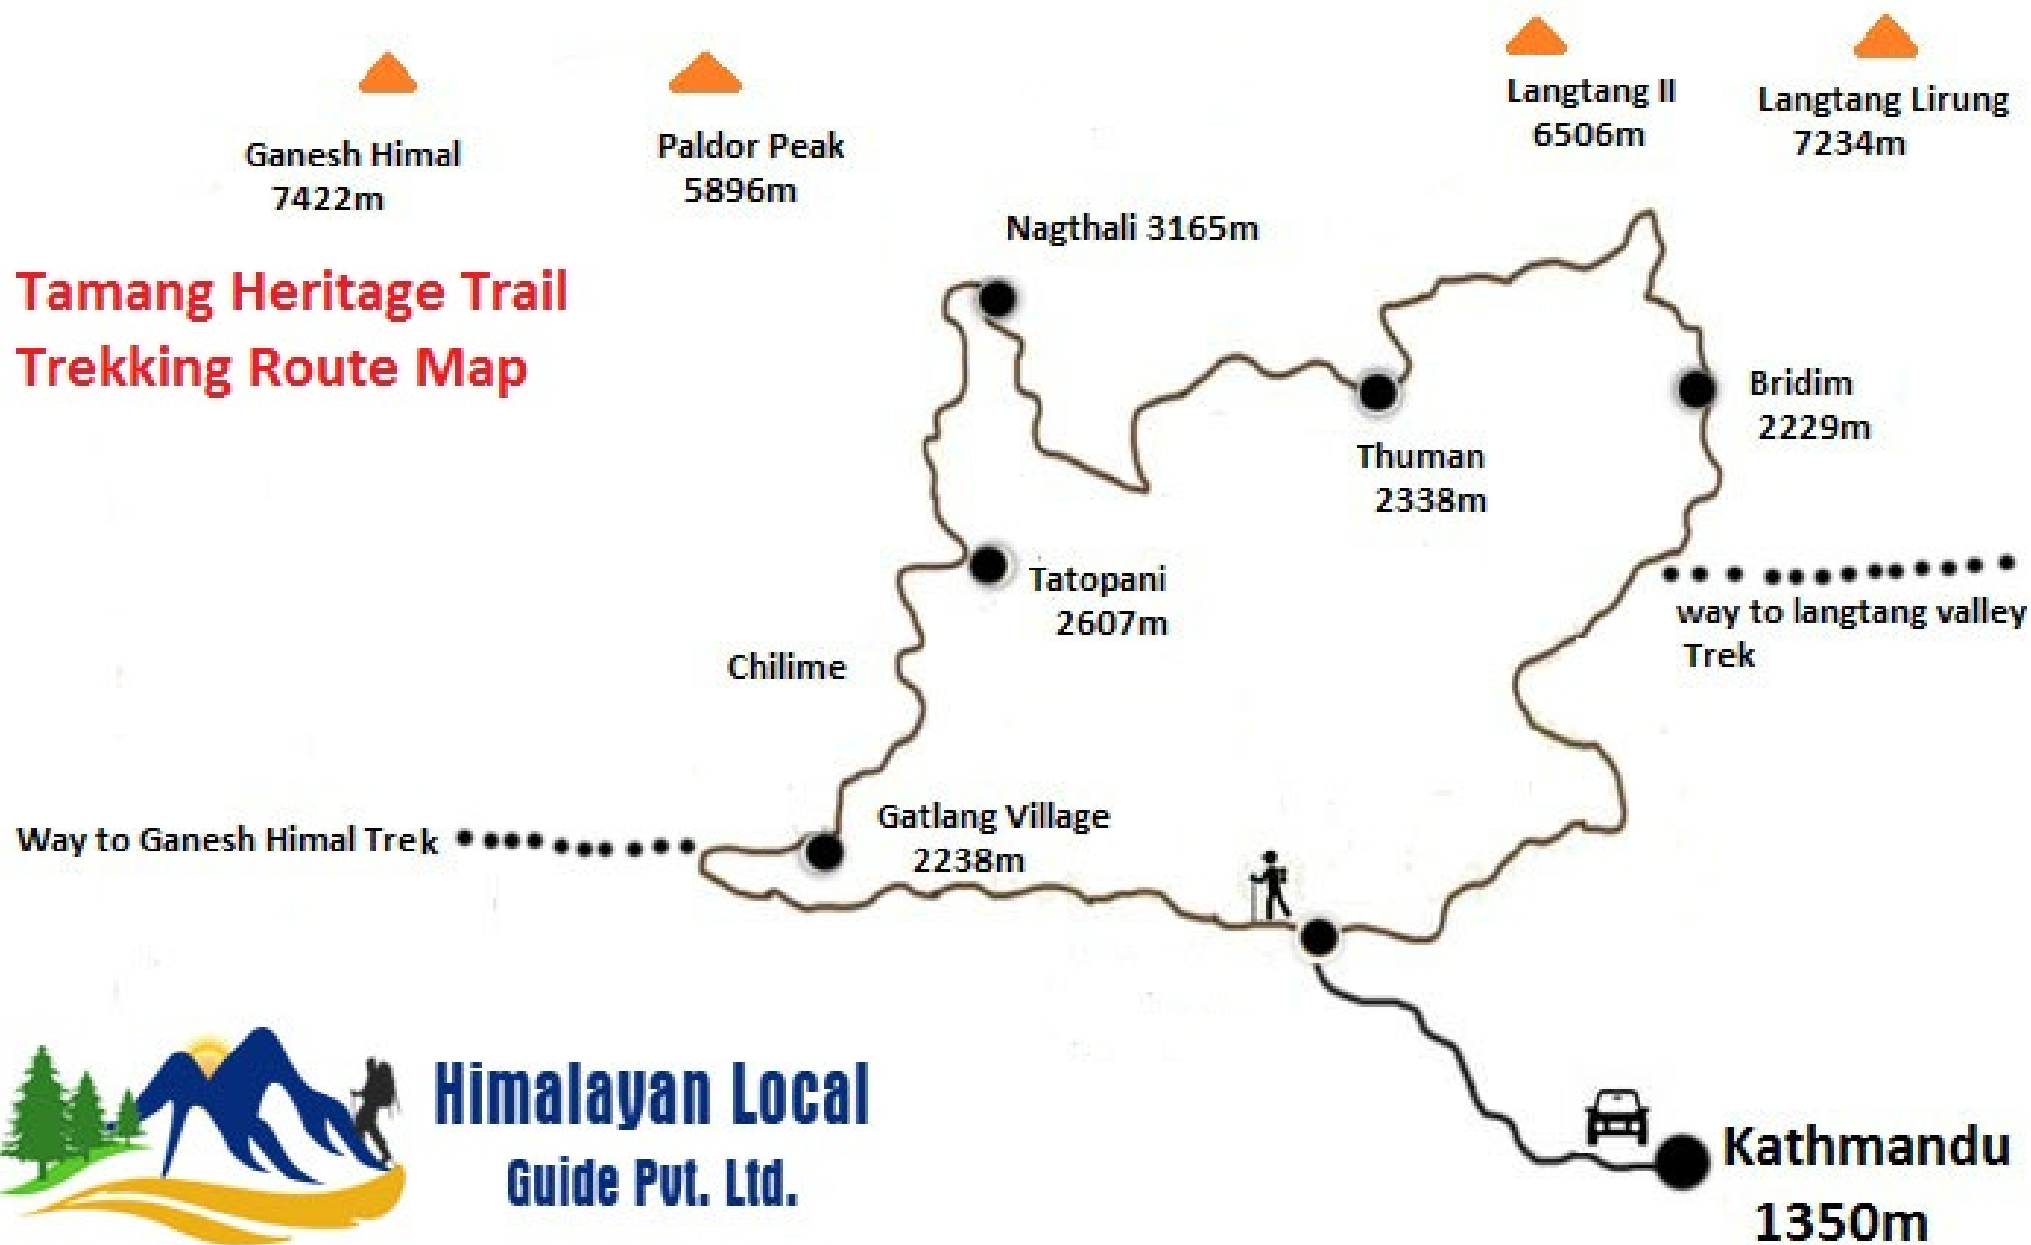 Ganesh Himal
7422m
Paldor Peak
5896m
Langtang II
6506m
Langtang Lirung
7234m
Nagthali 3165m
Tamang Heritage Trail
Trekking Route Map
Bridim
2229m
Thuman
2338m
Tatopani
2607m
way to langtang valley
Trek
Chilime
Way to Ganesh Himal Trek
Gatlang Village
2238m
Himalayan Local
Guide Pvt. Ltd.
Kathmandu
1350m